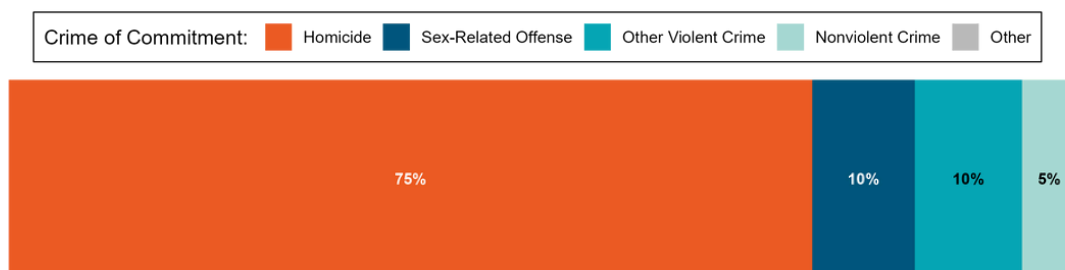 Crime of Commitment: Homicide Sex-Related Offense Other Violent Crime Nonviolent Crime Other
75% 10% 10% 5%